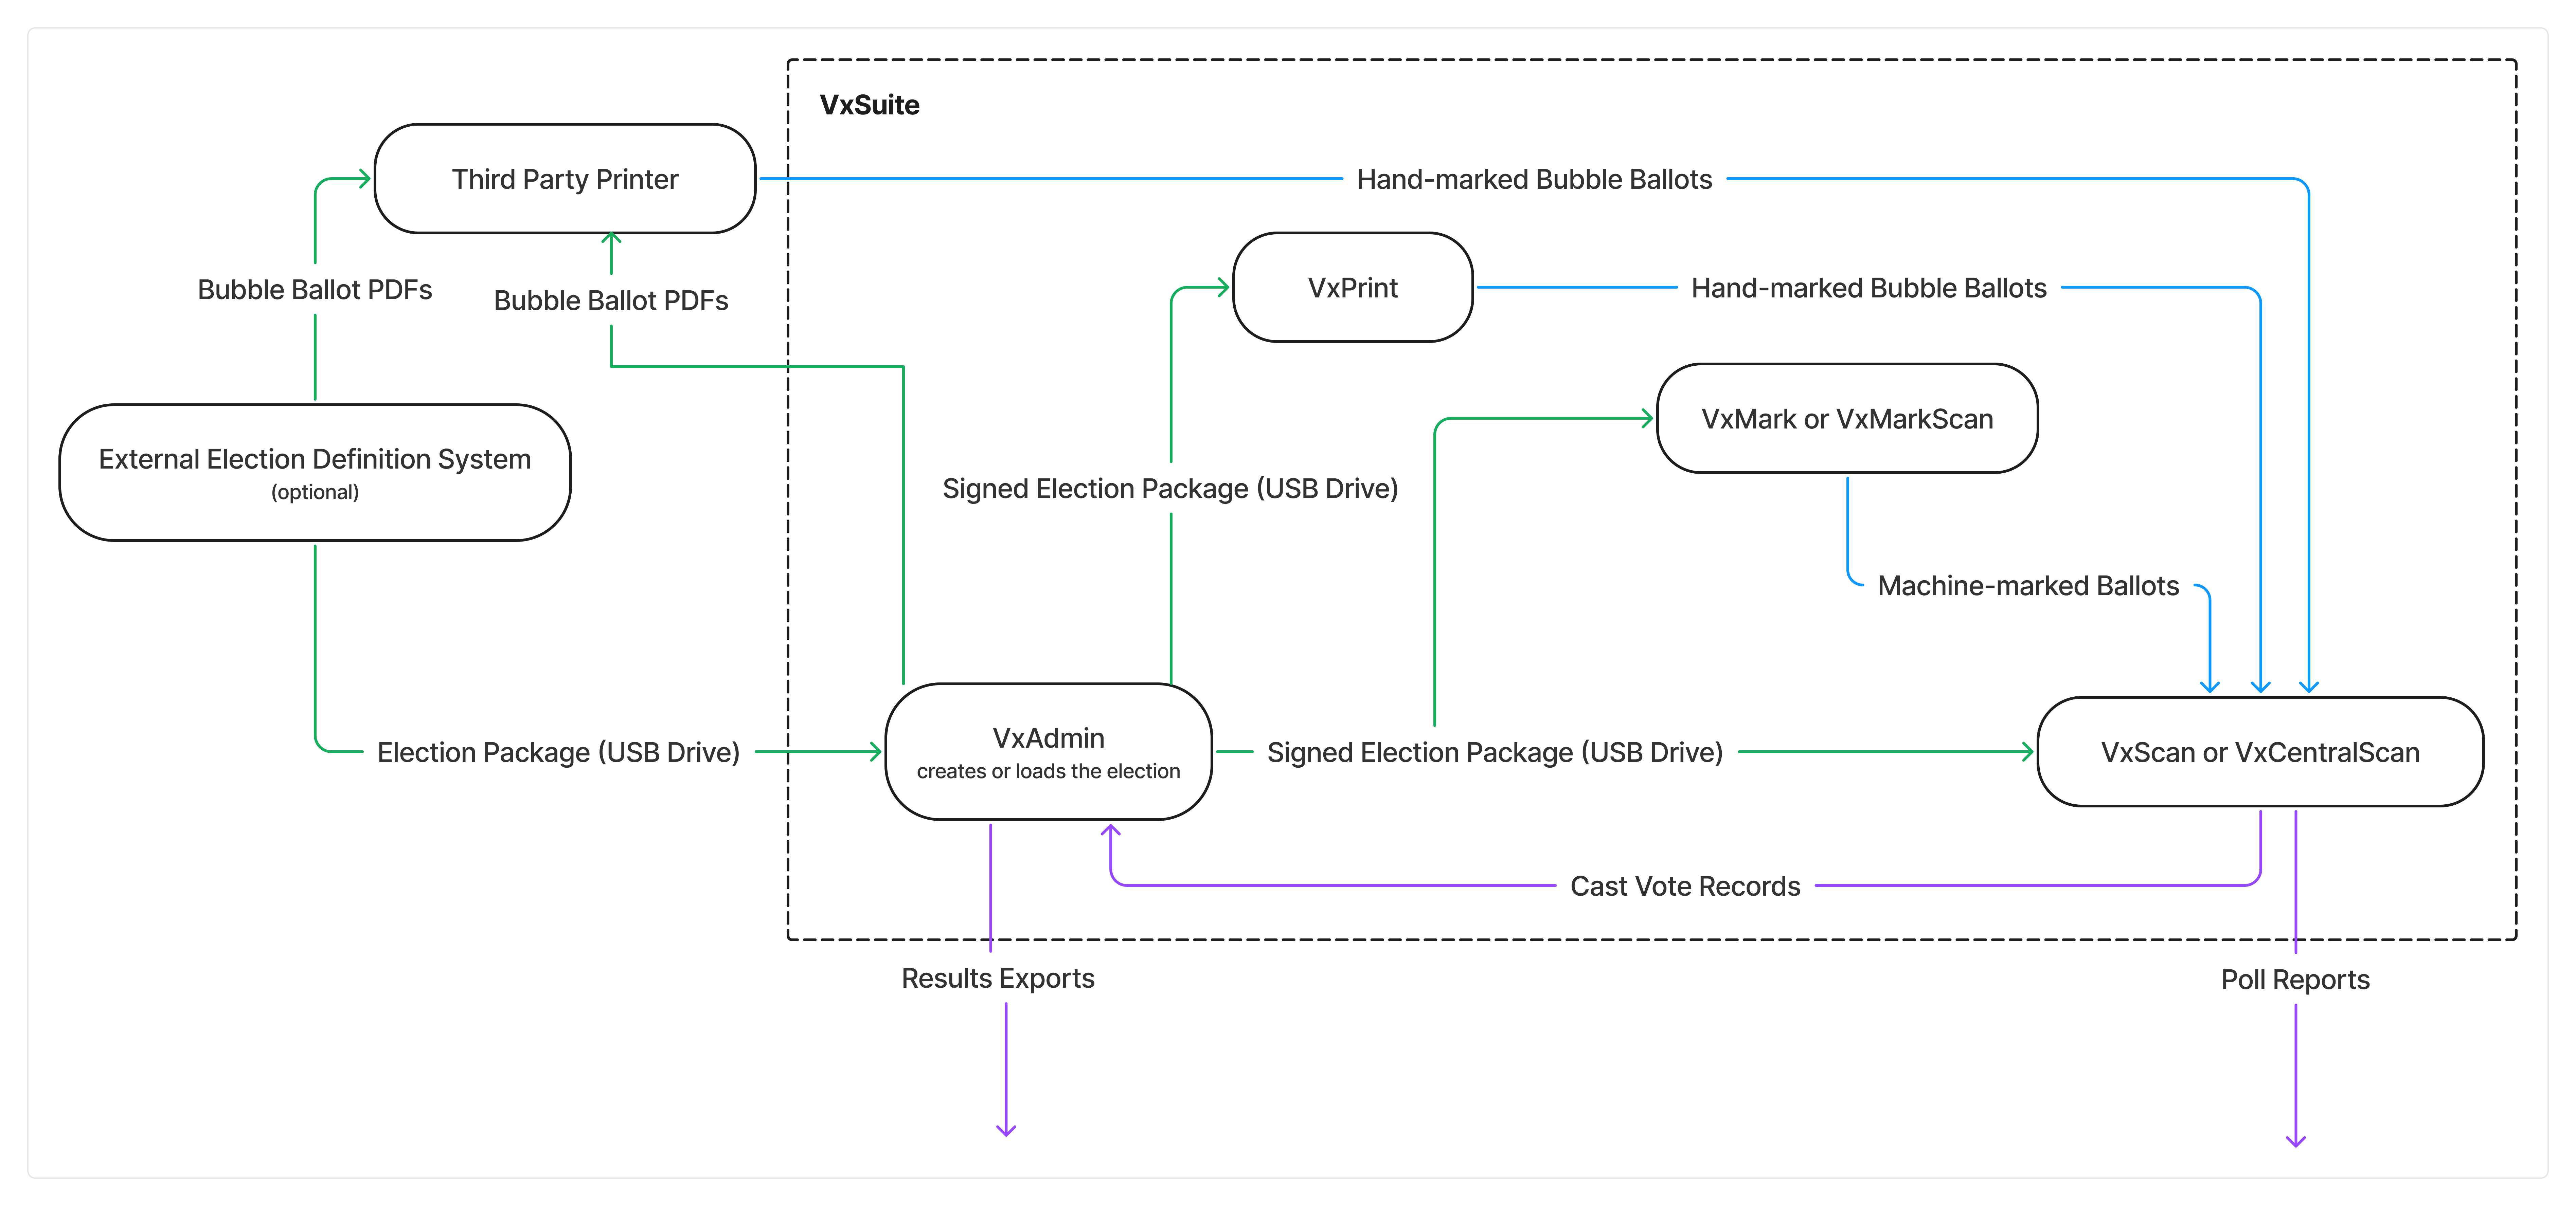 VxSuite
Third Party Printer
Hand-marked Bubble Ballots
VxPrint
Hand-marked Bubble Ballots
Bubble Ballot PDFs
Bubble Ballot PDFs
VxMark or VxMarkScan
External Election Definition System
(optional)
Signed Election Package (USB Drive)
Machine-marked Ballots
Election Package (USB Drive)
VxAdmin
creates or loads the election
Signed Election Package (USB Drive)
VxScan or VxCentralScan
Cast Vote Records
Results Exports
Poll Reports